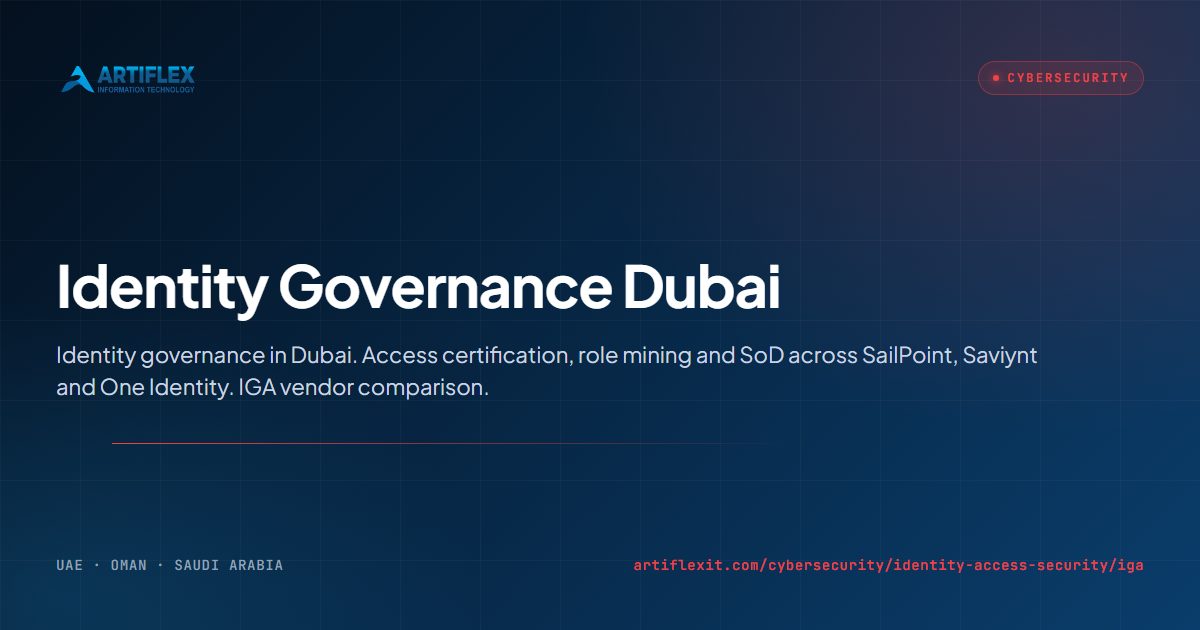 ARTIFLEX
INFORMATION TECHNOLOGY
CYBERSECURITY
Identity Governance Dubai
Identity governance in Dubai. Access certification, role mining and SoD across SailPoint, Saviynt
and One Identity. IGA vendor comparison.
UAE · OMAN · SAUDI ARABIA
artiflexit.com/cybersecurity/identity-access-security/iga